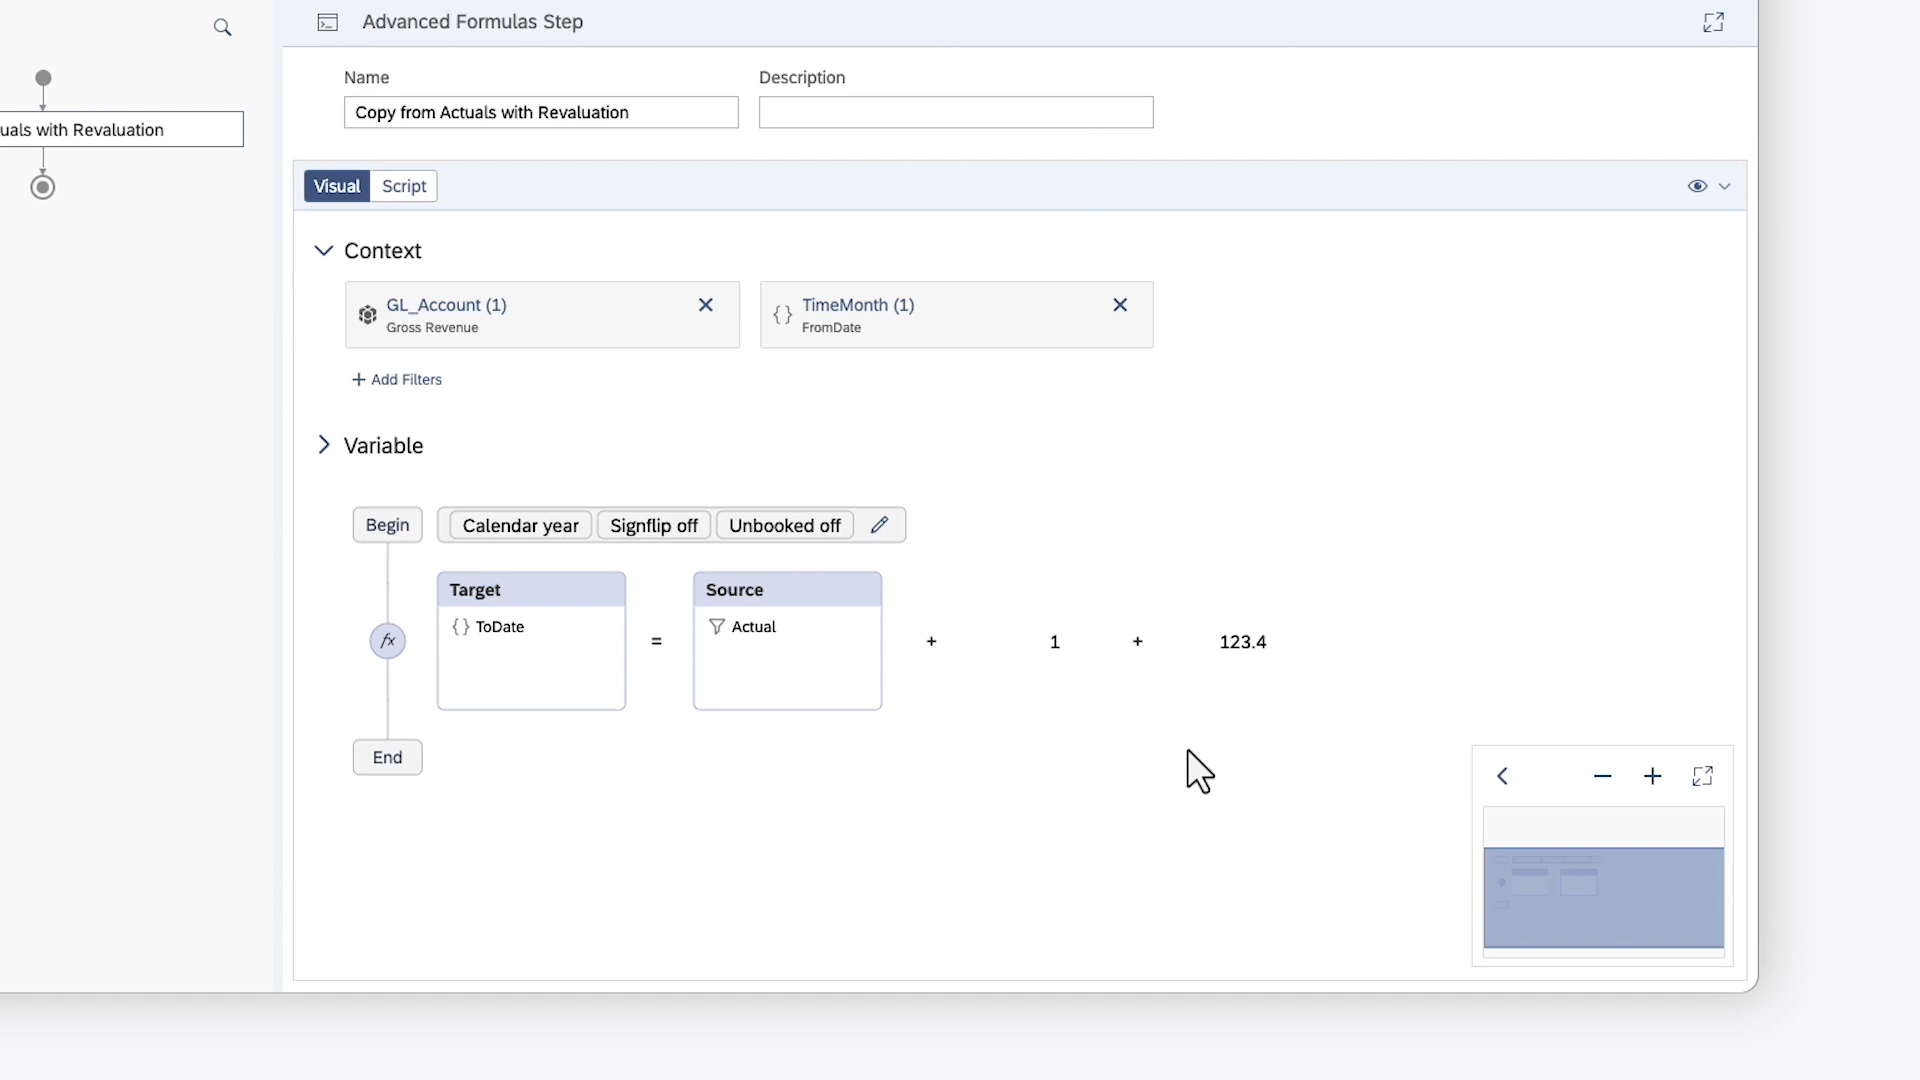 Advanced Formulas Step
Name
Description
Copy from Actuals with Revaluation
uals with Revaluation
Visual
Script
Context
GL_Account (1)
Gross Revenue
TimeMonth (1)
FromDate
+ Add Filters
Variable
Begin
Calendar year
Signflip off
Unbooked off
Target
Source
{ } ToDate
Actual
fx
=
+
1
+
123.4
End